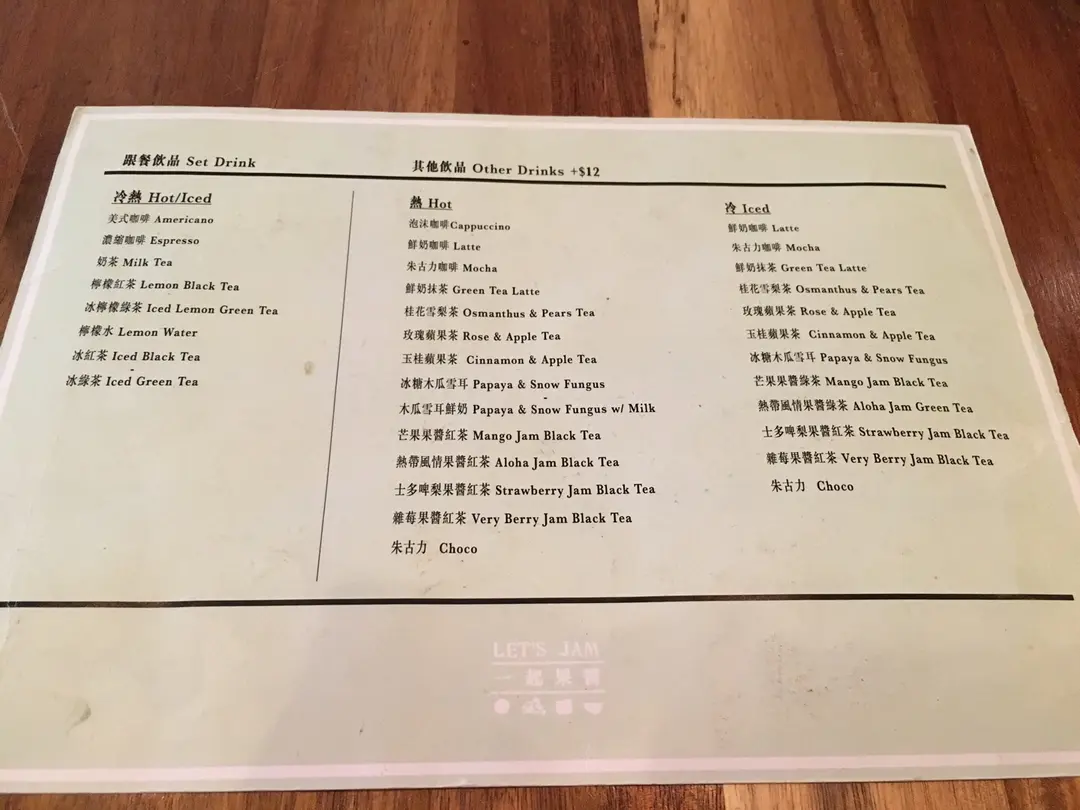 跟餐飲品 Set Drink
其他飲品 Other Drinks +$12
冷熱 Hot/Iced
美式咖啡 Americano
濃縮咖啡 Espresso
奶茶 Milk Tea
檸檬紅茶 Lemon Black Tea
冰檸檬綠茶 Iced Lemon Green Tea
檸檬水 Lemon Water
冰紅茶 Iced Black Tea
冰綠茶 Iced Green Tea
熱 Hot
泡沫咖啡Cappuccino
鮮奶咖啡 Latte
朱古力咖啡 Mocha
鮮奶抹茶 Green Tea Latte
桂花雪梨茶 Osmanthus & Pears Tea
玫瑰蘋果茶 Rose & Apple Tea
玉桂蘋果茶 Cinnamon & Apple Tea
冰糖木瓜雪耳 Papaya & Snow Fungus
木瓜雪耳鮮奶 Papaya & Snow Fungus w/ Milk
芒果果醬紅茶 Mango Jam Black Tea
熱帶風情果醬紅茶 Aloha Jam Black Tea
士多啤梨果醬紅茶 Strawberry Jam Black Tea
雜莓果醬紅茶 Very Berry Jam Black Tea
朱古力 Choco
冷 Iced
鮮奶咖啡 Latte
朱古力咖啡 Mocha
鮮奶抹茶 Green Tea Latte
桂花雪梨茶 Osmanthus & Pears Tea
玫瑰蘋果茶 Rose & Apple Tea
玉桂蘋果茶 Cinnamon & Apple Tea
冰糖木瓜雪耳 Papaya & Snow Fungus
芒果果醬綠茶 Mango Jam Black Tea
熱帶風情果醬綠茶 Aloha Jam Green Tea
士多啤梨果醬紅茶 Strawberry Jam Black Tea
雜莓果醬紅茶 Very Berry Jam Black Tea
朱古力 Choco
LET'S JAM
一起果醬